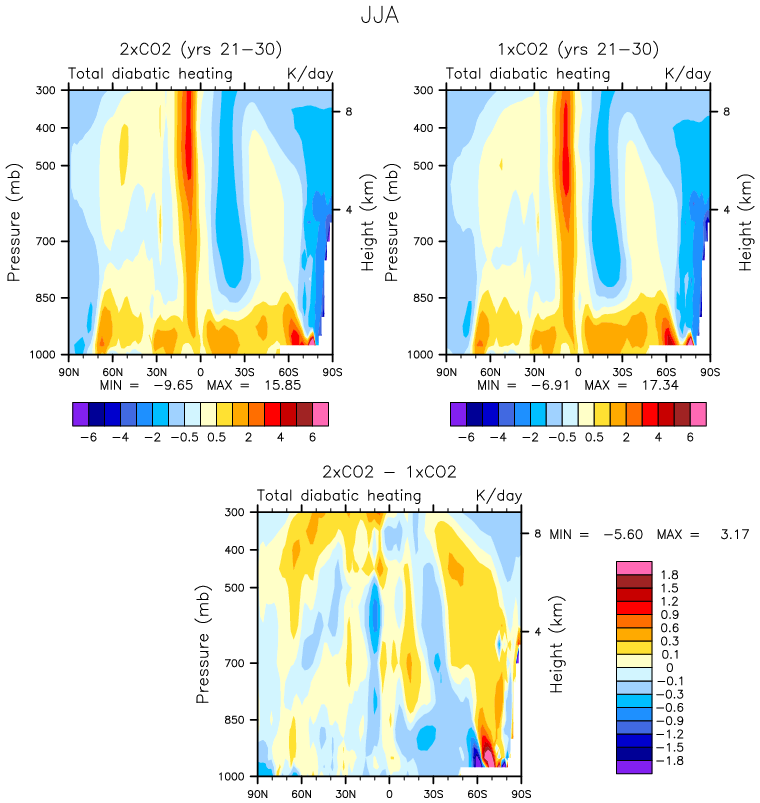 JJA
2xCO2 (yrs 21−30)
Total diabatic heating K/day
300
400
500
700
850
1000
Pressure (mb)
8
4
Height (km)
90N 60N 30N 0 30S 60S 90S
MIN = −9.65 MAX = 15.85
−6 −4 −2 −0.5 0.5 2 4 6
1xCO2 (yrs 21−30)
Total diabatic heating K/day
300
400
500
700
850
1000
Pressure (mb)
8
4
Height (km)
90N 60N 30N 0 30S 60S 90S
MIN = −6.91 MAX = 17.34
−6 −4 −2 −0.5 0.5 2 4 6
2xCO2 − 1xCO2
Total diabatic heating K/day
300
400
500
700
850
1000
Pressure (mb)
8
4
Height (km)
90N 60N 30N 0 30S 60S 90S
MIN = −5.60 MAX = 3.17
1.8
1.5
1.2
0.9
0.6
0.3
0.1
0
−0.1
−0.3
−0.6
−0.9
−1.2
−1.5
−1.8